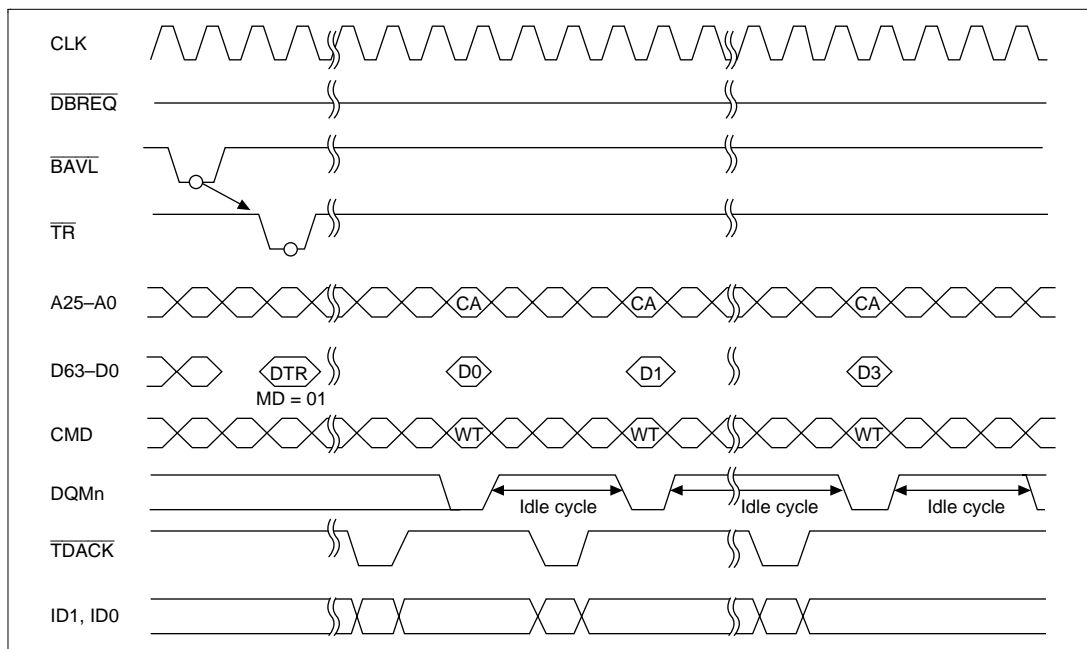 CLK
DBREQ
BAVL
TR
A25–A0 CA CA CA
D63–D0 DTR D0 D1 D3
MD = 01
CMD WT WT WT
DQMn
Idle cycle Idle cycle Idle cycle
TDACK
ID1, ID0